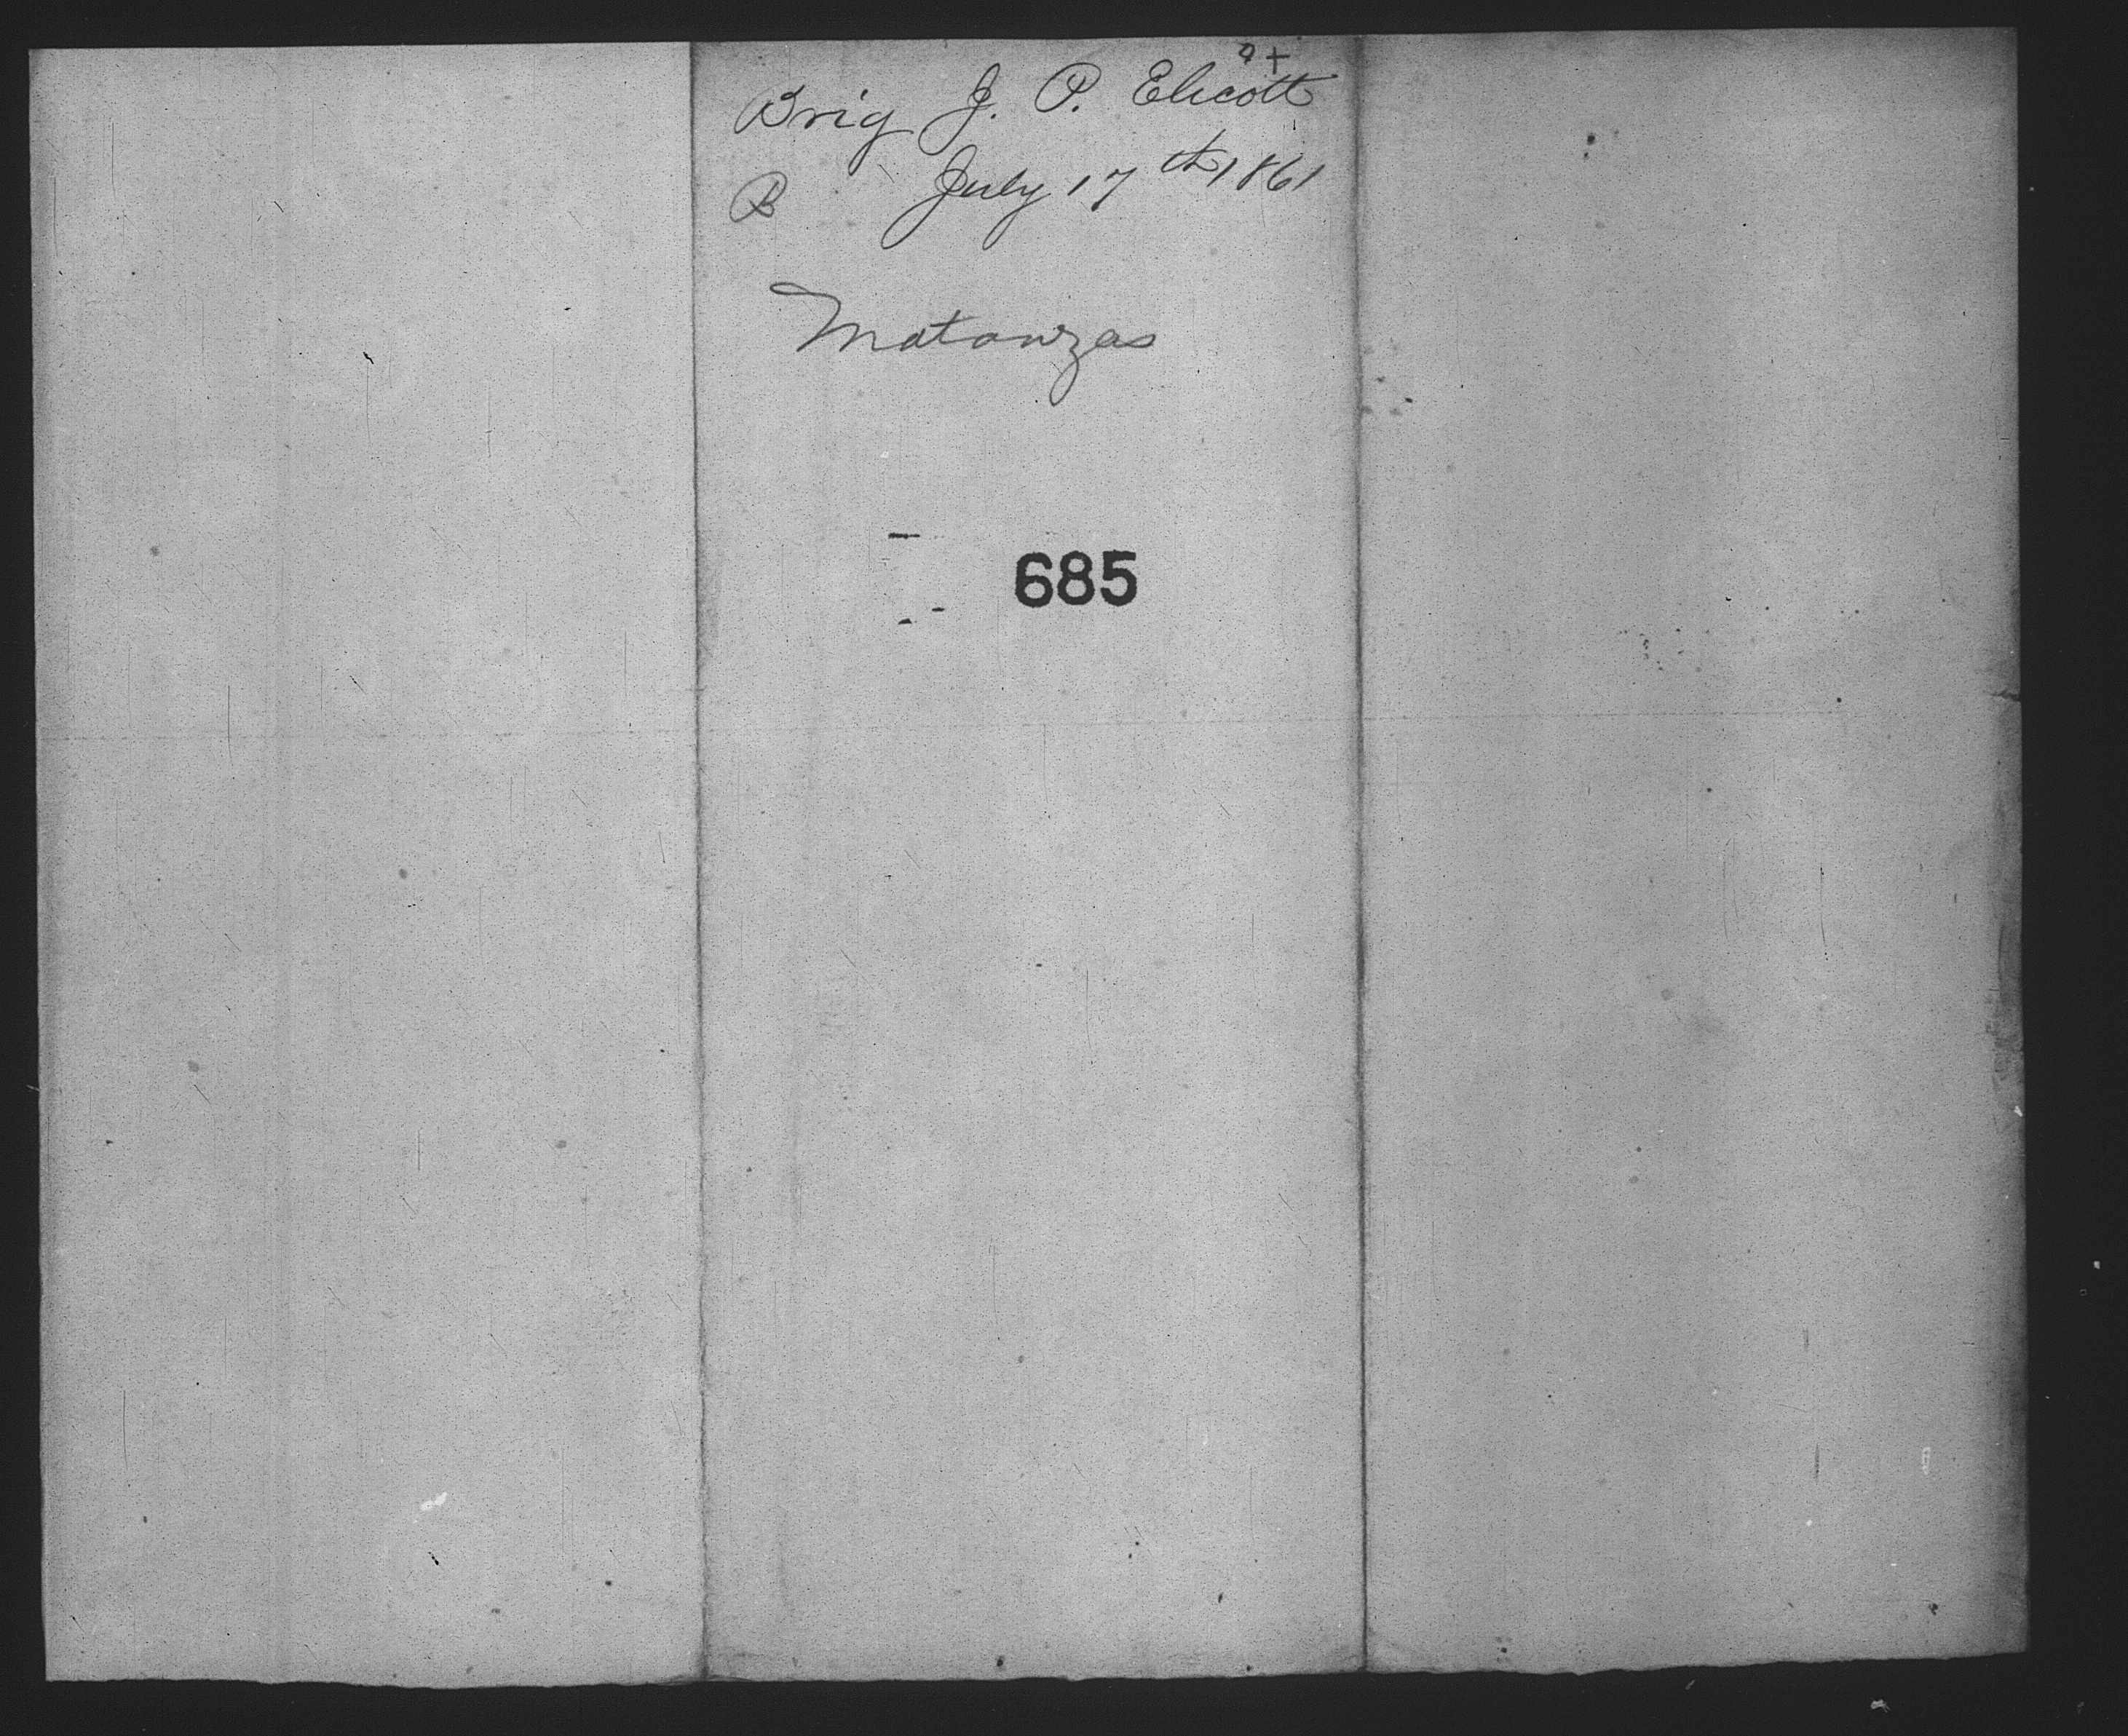 Brig J. P. Elicott
B July 17th 1861
Matanzas
685